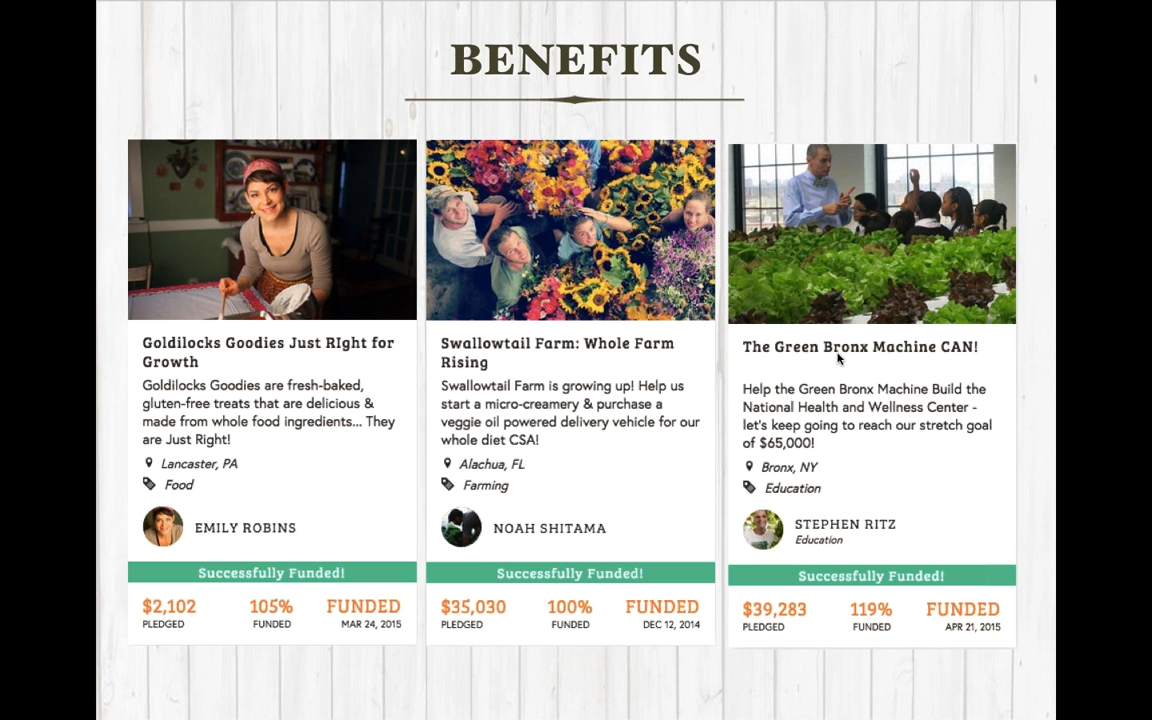 BENEFITS
Goldilocks Goodies Just RIght for
Growth
Goldilocks Goodies are fresh-baked,
gluten-free treats that are delicious &
made from whole food ingredients... They
are Just Right!
Lancaster, PA
Food
EMILY ROBINS
Successfully Funded!
$2,102 105% FUNDED
PLEDGED FUNDED MAR 24, 2015
Swallowtail Farm: Whole Farm
Rising
Swallowtail Farm is growing up! Help us
start a micro-creamery & purchase a
veggie oil powered delivery vehicle for our
whole diet CSA!
Alachua, FL
Farming
NOAH SHITAMA
Successfully Funded!
$35,030 100% FUNDED
PLEDGED FUNDED DEC 12, 2014
The Green Bronx Machine CAN!
Help the Green Bronx Machine Build the
National Health and Wellness Center -
let's keep going to reach our stretch goal
of $65,000!
Bronx, NY
Education
STEPHEN RITZ
Education
Successfully Funded!
$39,283 119% FUNDED
PLEDGED FUNDED APR 21, 2015